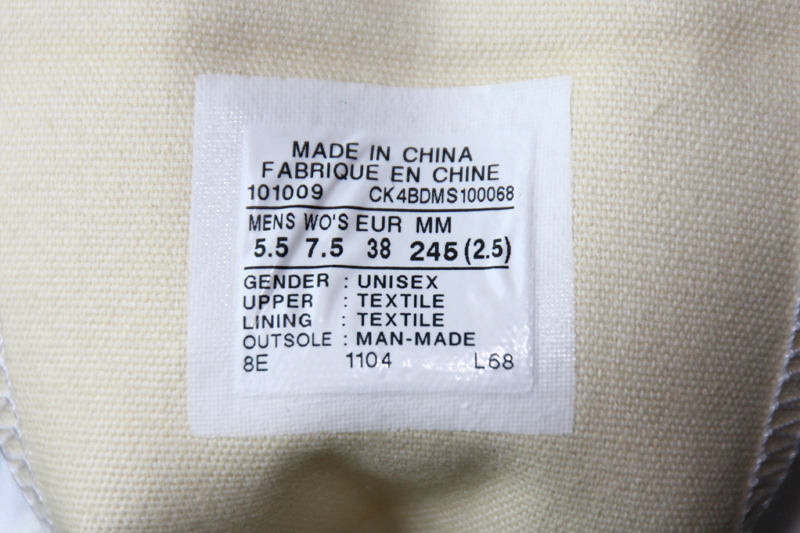 MADE IN CHINA
FABRIQUE EN CHINE
101009 CK4BDMS100068
MENS WO'S EUR MM
5.5 7.5 38 245 (2.5)
GENDER : UNISEX
UPPER : TEXTILE
LINING : TEXTILE
OUTSOLE : MAN-MADE
8E 1104 L68